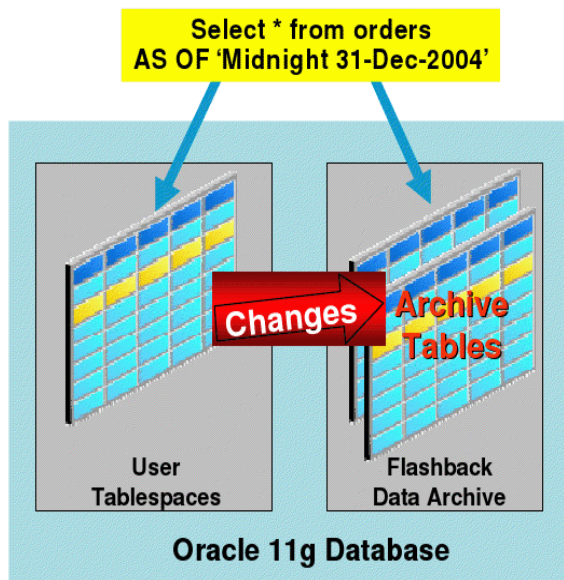 Select * from orders
AS OF ‘Midnight 31-Dec-2004’
Changes
Archive
Tables
User
Tablespaces
Flashback
Data Archive
Oracle 11g Database